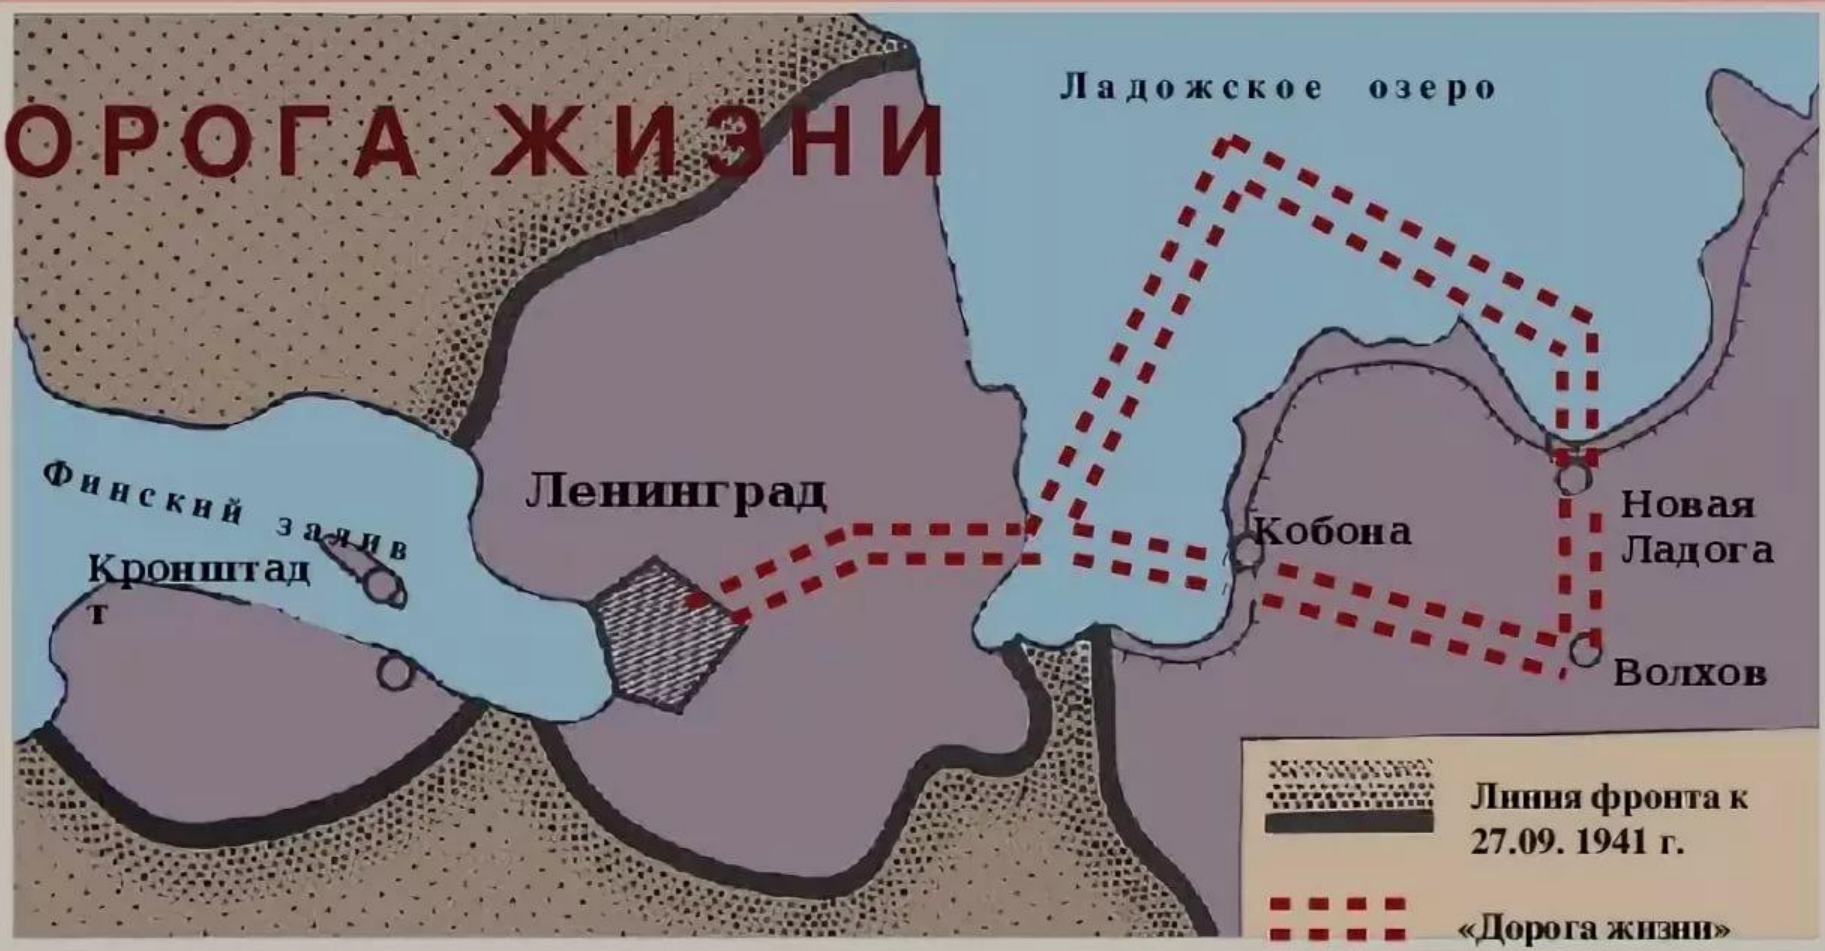 ОРОГА ЖИЗНИ
Ладожское озеро
Финский залив
Кронштад
т
Ленинград
Кобона
Новая
Ладога
Волхов
Линия фронта к
27.09. 1941 г.
«Дорога жизни»